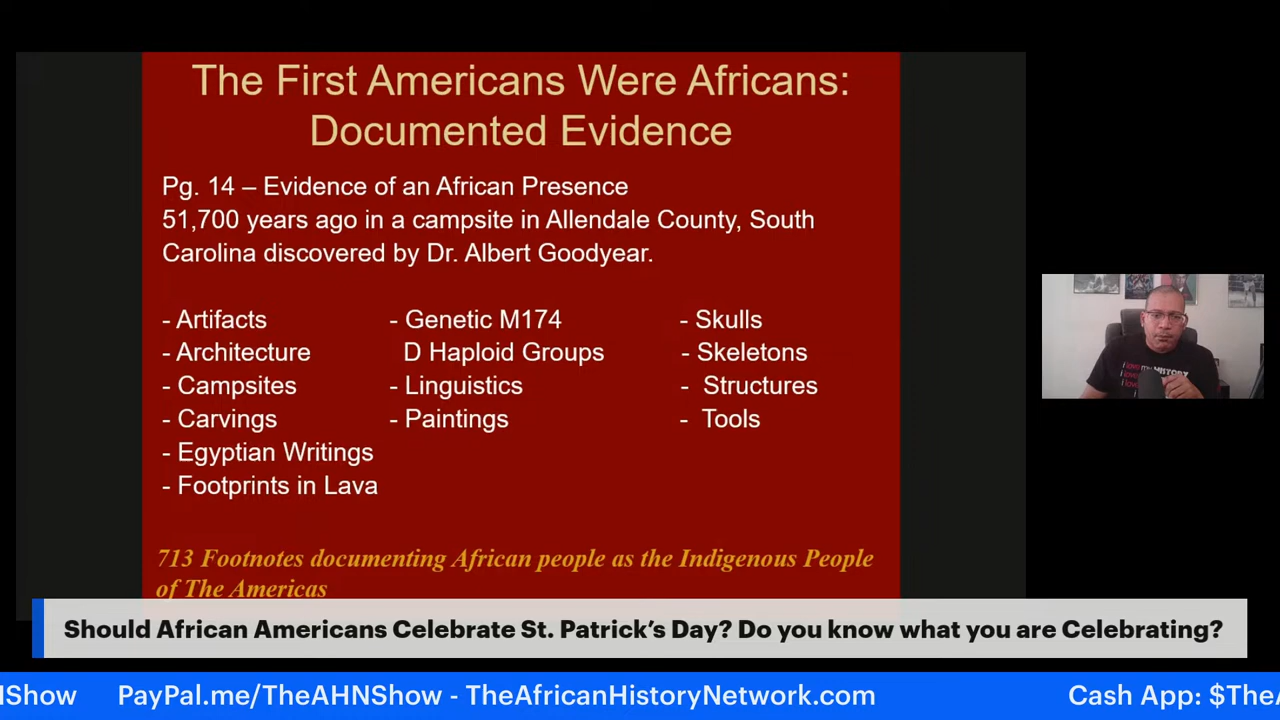 The First Americans Were Africans:
Documented Evidence
Pg. 14 – Evidence of an African Presence
51,700 years ago in a campsite in Allendale County, South
Carolina discovered by Dr. Albert Goodyear.
- Artifacts
- Architecture
- Campsites
- Carvings
- Egyptian Writings
- Footprints in Lava
- Genetic M174
D Haploid Groups
- Linguistics
- Paintings
- Skulls
- Skeletons
- Structures
- Tools
713 Footnotes documenting African people as the Indigenous People
of The Americas
Should African Americans Celebrate St. Patrick’s Day? Do you know what you are Celebrating?
HNShow PayPal.me/TheAHNShow - TheAfricanHistoryNetwork.com Cash App: $TheA